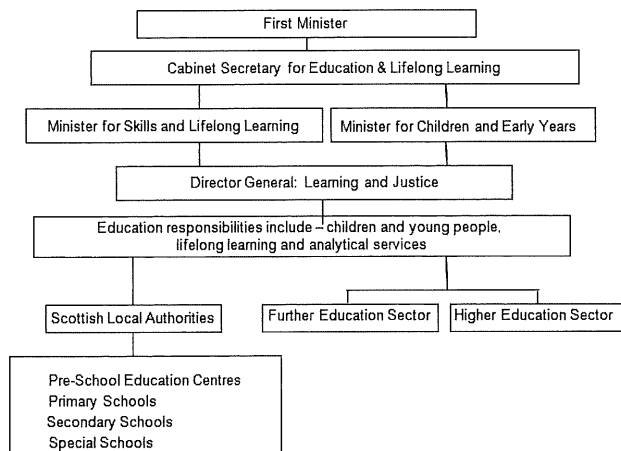 First Minister
Cabinet Secretary for Education & Lifelong Learning
Minister for Skills and Lifelong Learning
Minister for Children and Early Years
Director General: Learning and Justice
Education responsibilities include – children and young people,
lifelong learning and analytical services
Scottish Local Authorities
Further Education Sector
Higher Education Sector
Pre-School Education Centres
Primary Schools
Secondary Schools
Special Schools